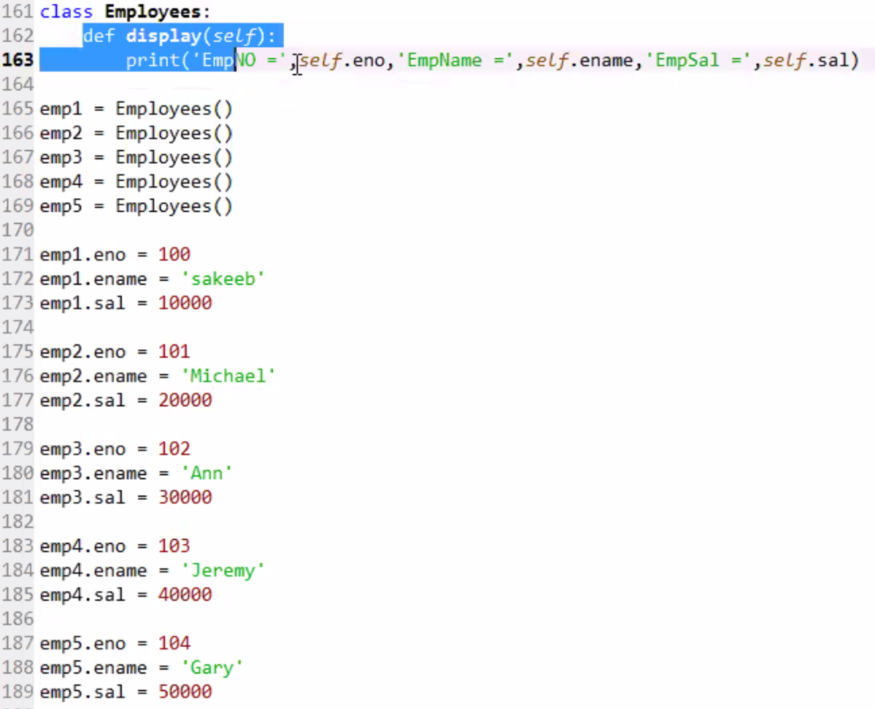 161 class Employees:
162     def display(self):
163         print('EmpNO =',self.eno,'EmpName =',self.ename,'EmpSal =',self.sal)
164
165 emp1 = Employees()
166 emp2 = Employees()
167 emp3 = Employees()
168 emp4 = Employees()
169 emp5 = Employees()
170
171 emp1.eno = 100
172 emp1.ename = 'sakeeb'
173 emp1.sal = 10000
174
175 emp2.eno = 101
176 emp2.ename = 'Michael'
177 emp2.sal = 20000
178
179 emp3.eno = 102
180 emp3.ename = 'Ann'
181 emp3.sal = 30000
182
183 emp4.eno = 103
184 emp4.ename = 'Jeremy'
185 emp4.sal = 40000
186
187 emp5.eno = 104
188 emp5.ename = 'Gary'
189 emp5.sal = 50000